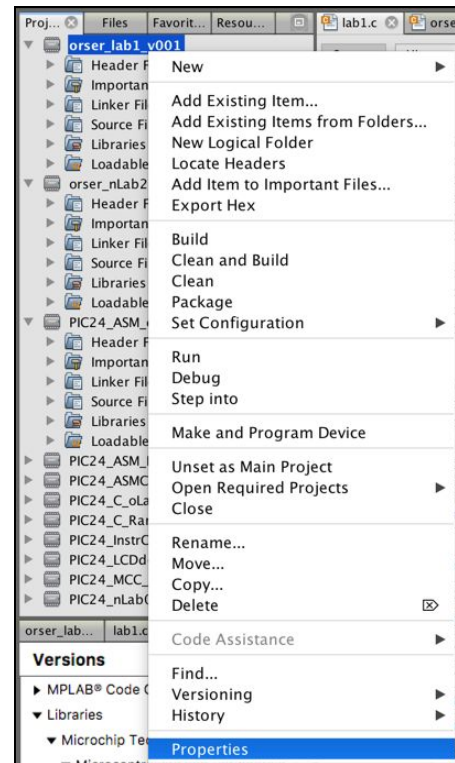 Proj...
Files
Favorit...
Resou...
lab1.c
orse
orser_lab1_v001
Header F
Importan
Linker Fil
Source Fi
Libraries
Loadable
orser_nLab2
Header F
Importan
Linker Fil
Source Fi
Libraries
Loadable
PIC24_ASM_
Header F
Importan
Linker Fil
Source Fi
Libraries
Loadable
PIC24_ASM_
PIC24_ASMC
PIC24_C_oLa
PIC24_C_Ra
PIC24_InstrC
PIC24_LCDd
PIC24_MCC_
PIC24_nLab0
New
Add Existing Item...
Add Existing Items from Folders...
New Logical Folder
Locate Headers
Add Item to Important Files...
Export Hex
Build
Clean and Build
Clean
Package
Set Configuration
Run
Debug
Step into
Make and Program Device
Unset as Main Project
Open Required Projects
Close
Rename...
Move...
Copy...
Delete
Code Assistance
Find...
Versioning
History
Properties
orser_lab...
lab1.c
Versions
MPLAB® Code
Libraries
Microchip Te